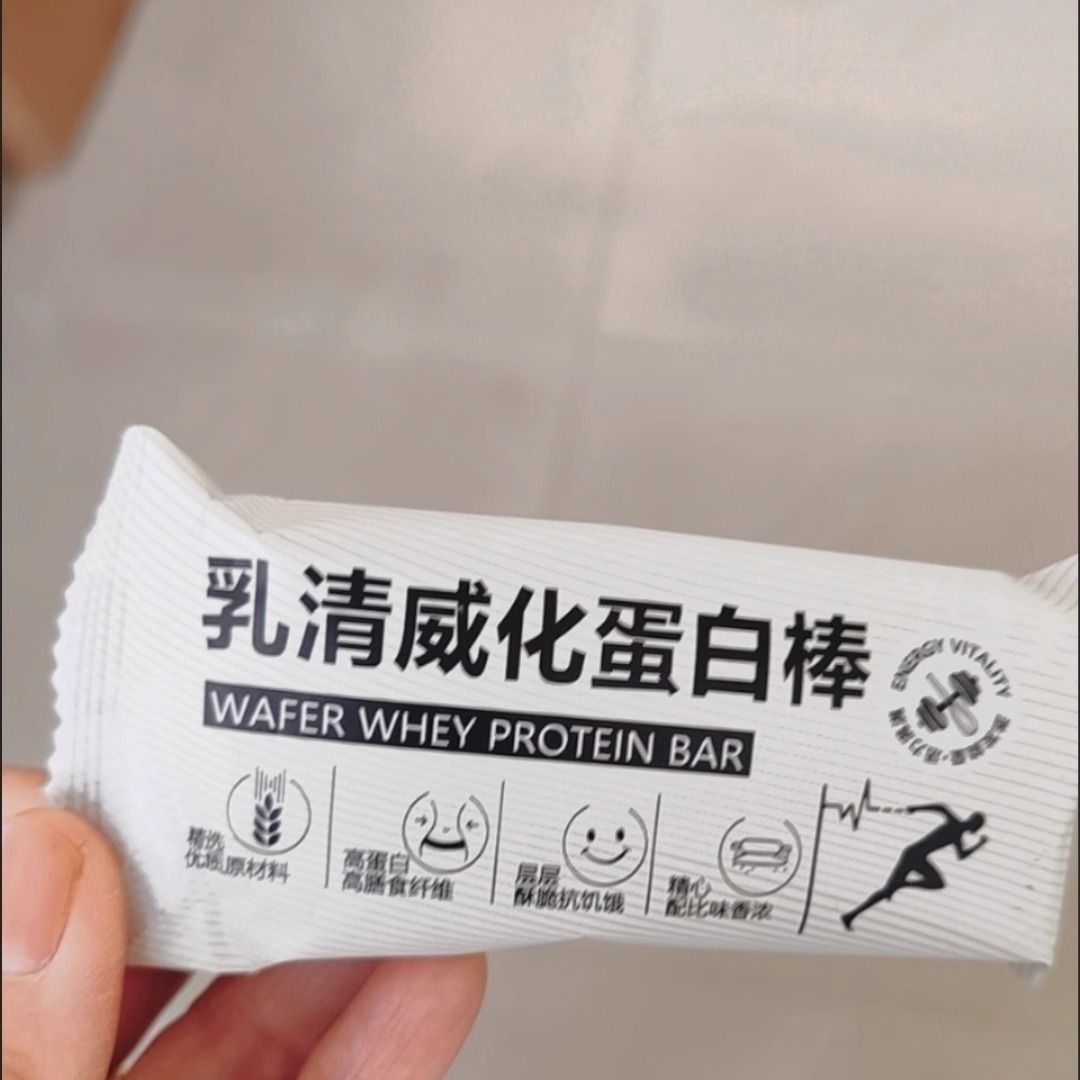 乳清威化蛋白棒
WAFER WHEY PROTEIN BAR
ENERGY VITALITY
精选
优质原材料
高蛋白
高膳食纤维
层层
酥脆抗饥饿
精心
配比味香浓